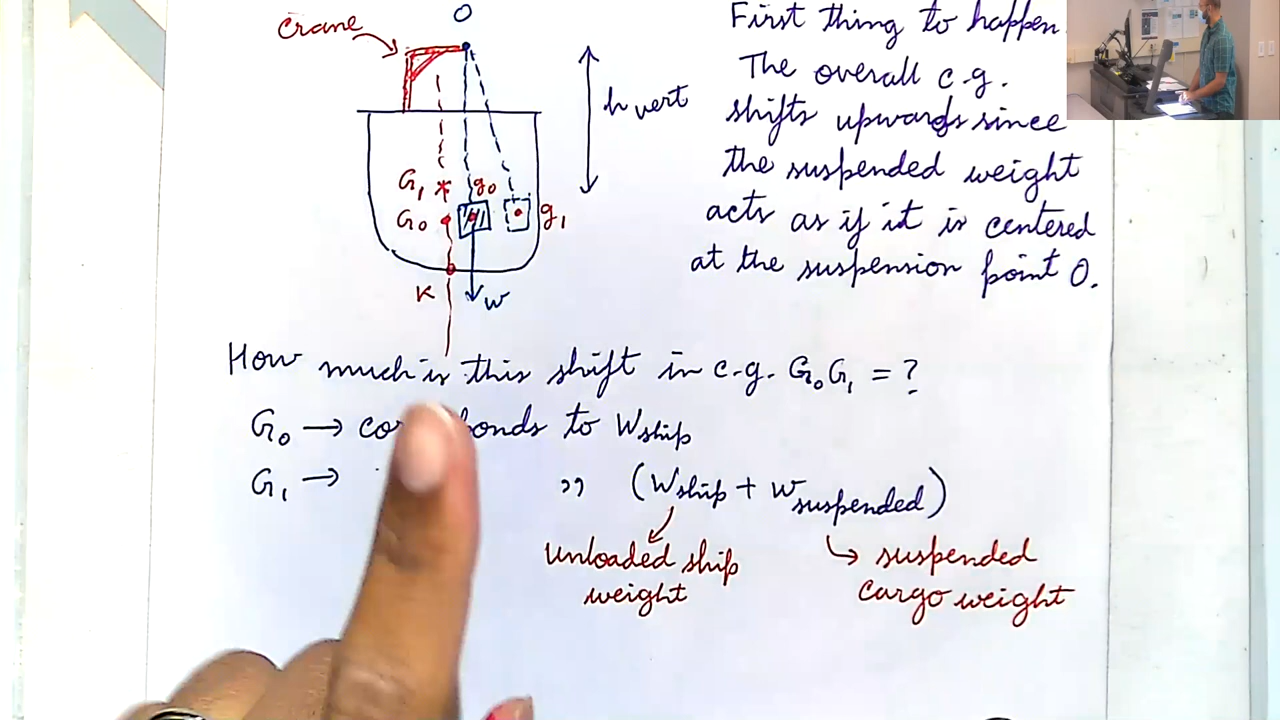 O
Crane
h vert
G₁
g₀
G₀
g₁
K
w
First thing to happen
The overall c.g.
shifts upwards since
the suspended weight
acts as if it is centered
at the suspension point O.
How much is this shift in c.g. G₀G₁ = ?
G₀ → to Wship
G₁ → ,, (Wship + wsuspended)
unloaded ship
weight
suspended
cargo weight